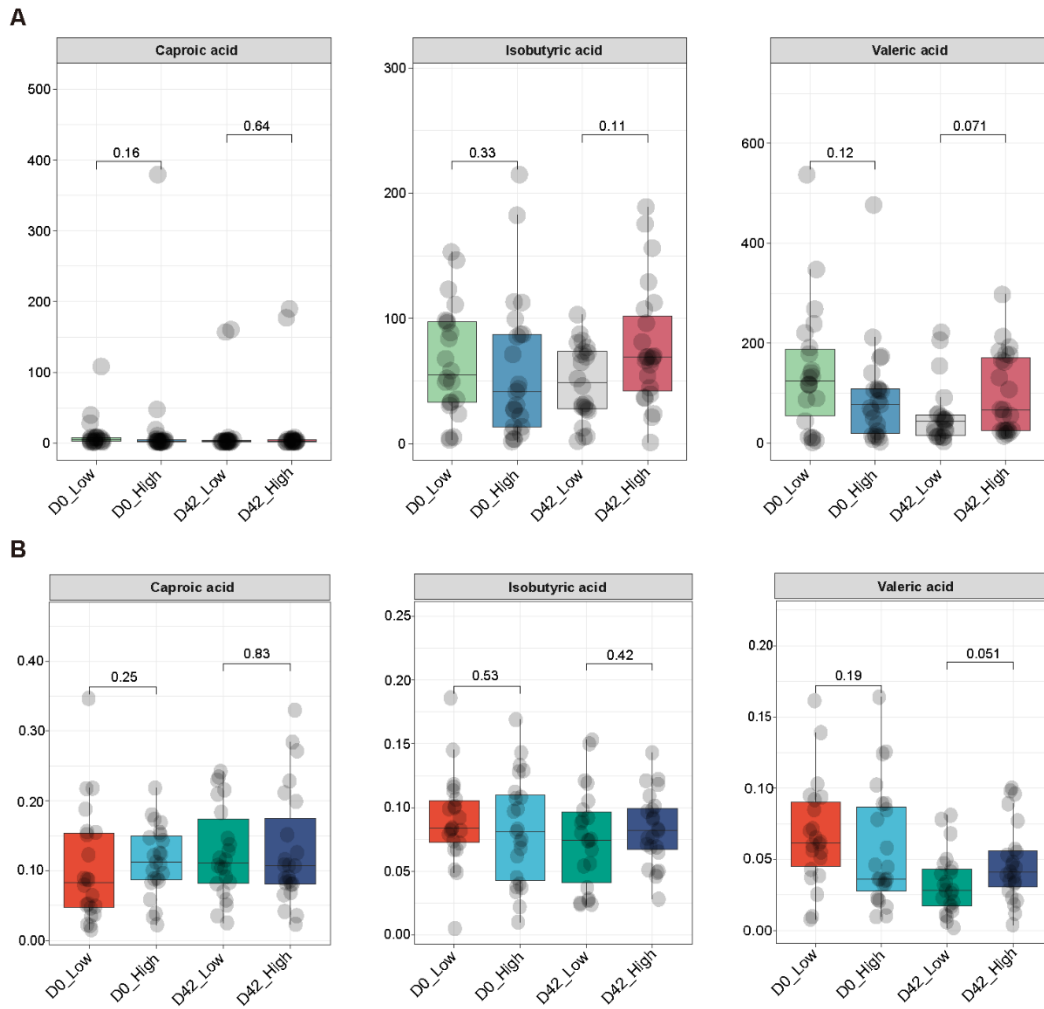 A
Caproic acid
Isobutyric acid
Valeric acid
500
400
300
200
100
0
0.16
0.64
D0_Low
D0_High
D42_Low
D42_High
300
200
100
0
0.33
0.11
D0_Low
D0_High
D42_Low
D42_High
600
400
200
0
0.12
0.071
D0_Low
D0_High
D42_Low
D42_High
B
Caproic acid
Isobutyric acid
Valeric acid
0.40
0.30
0.20
0.10
0.00
0.25
0.83
D0_Low
D0_High
D42_Low
D42_High
0.25
0.20
0.15
0.10
0.05
0.00
0.53
0.42
D0_Low
D0_High
D42_Low
D42_High
0.20
0.15
0.10
0.05
0.00
0.19
0.051
D0_Low
D0_High
D42_Low
D42_High